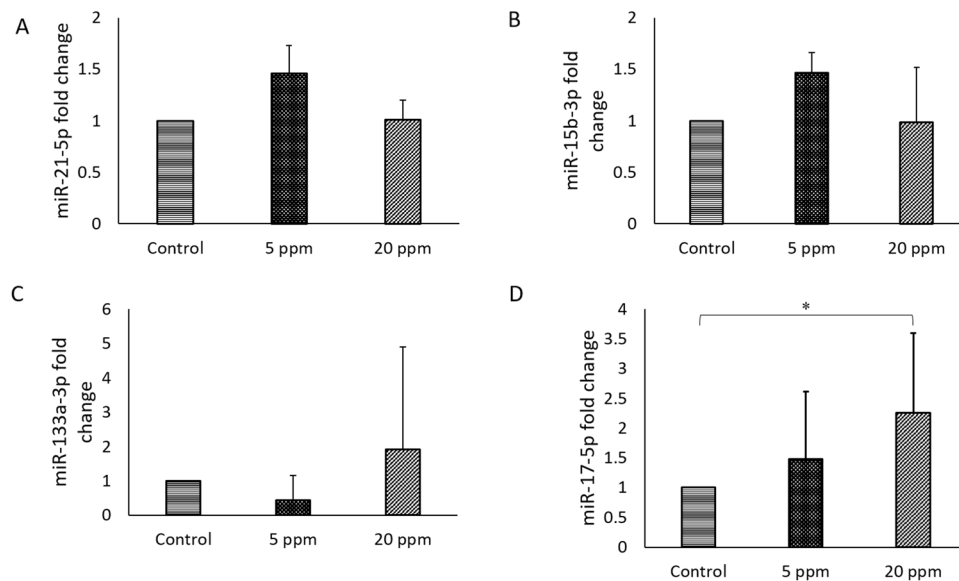 A
miR-21-5p fold change
2
1.5
1
0.5
0
Control 5 ppm 20 ppm
B
miR-15b-3p fold
change
2
1.5
1
0.5
0
Control 5 ppm 20 ppm
C
miR-133a-3p fold
change
6
5
4
3
2
1
0
Control 5 ppm 20 ppm
D
miR-17-5p fold change
4
3.5
3
2.5
2
1.5
1
0.5
0
*
Control 5 ppm 20 ppm